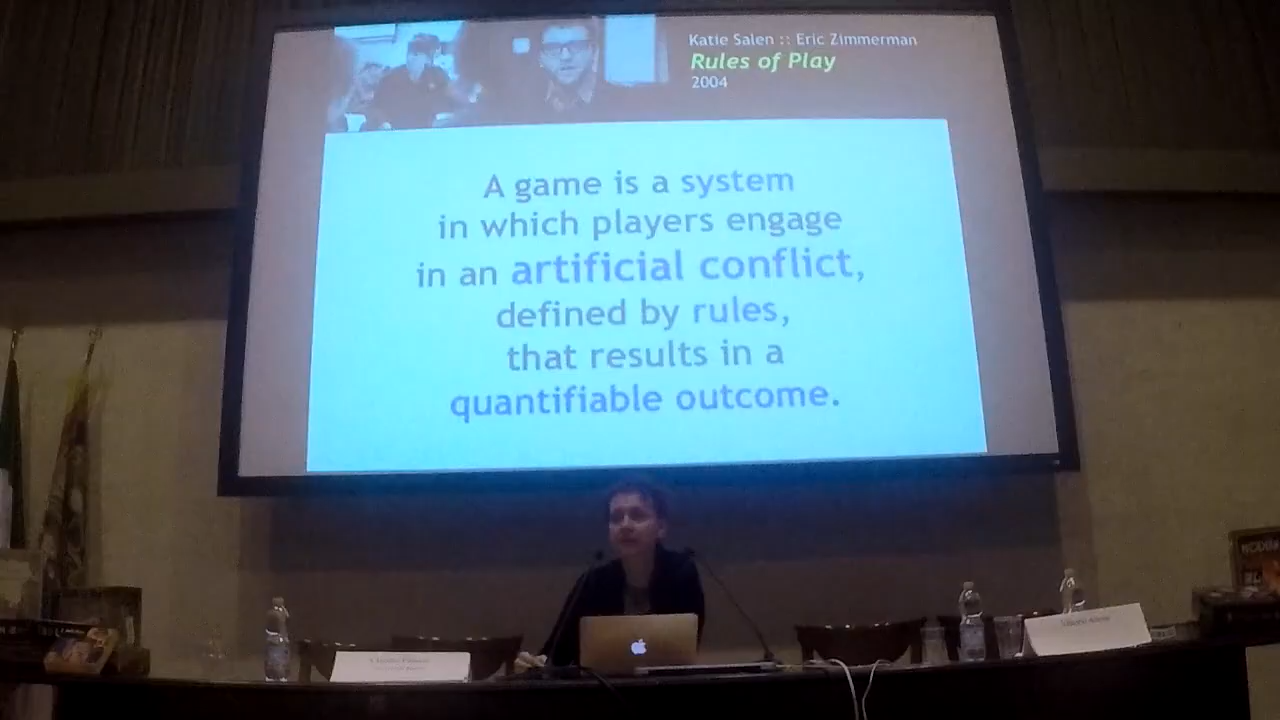 Katie Salen :: Eric Zimmerman
Rules of Play
2004
A game is a system
in which players engage
in an artificial conflict,
defined by rules,
that results in a
quantifiable outcome.